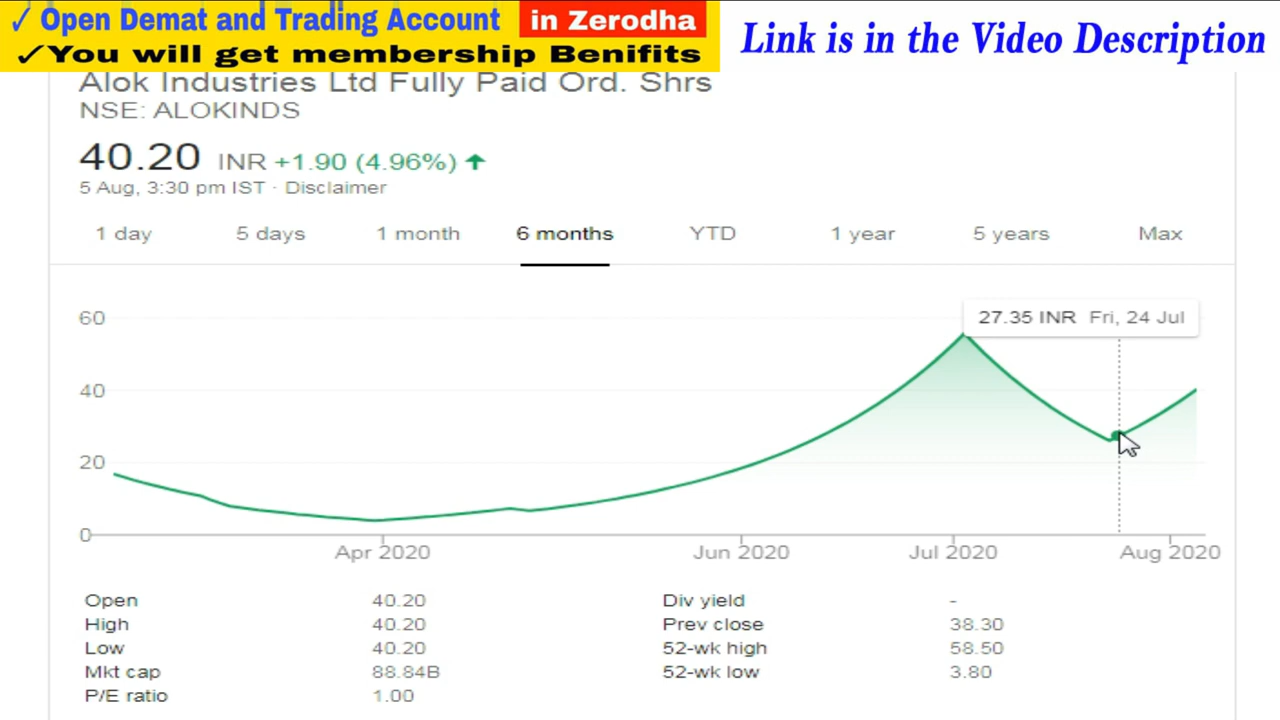 ✓ Open Demat and Trading Account in Zerodha
✓You will get membership Benifits
Link is in the Video Description
Alok Industries Ltd Fully Paid Ord. Shrs
NSE: ALOKINDS
40.20 INR +1.90 (4.96%) ↑
5 Aug, 3:30 pm IST · Disclaimer
1 day 5 days 1 month 6 months YTD 1 year 5 years Max
27.35 INR Fri, 24 Jul
60
40
20
0
Apr 2020 Jun 2020 Jul 2020 Aug 2020
Open 40.20 Div yield -
High 40.20 Prev close 38.30
Low 40.20 52-wk high 58.50
Mkt cap 88.84B 52-wk low 3.80
P/E ratio 1.00